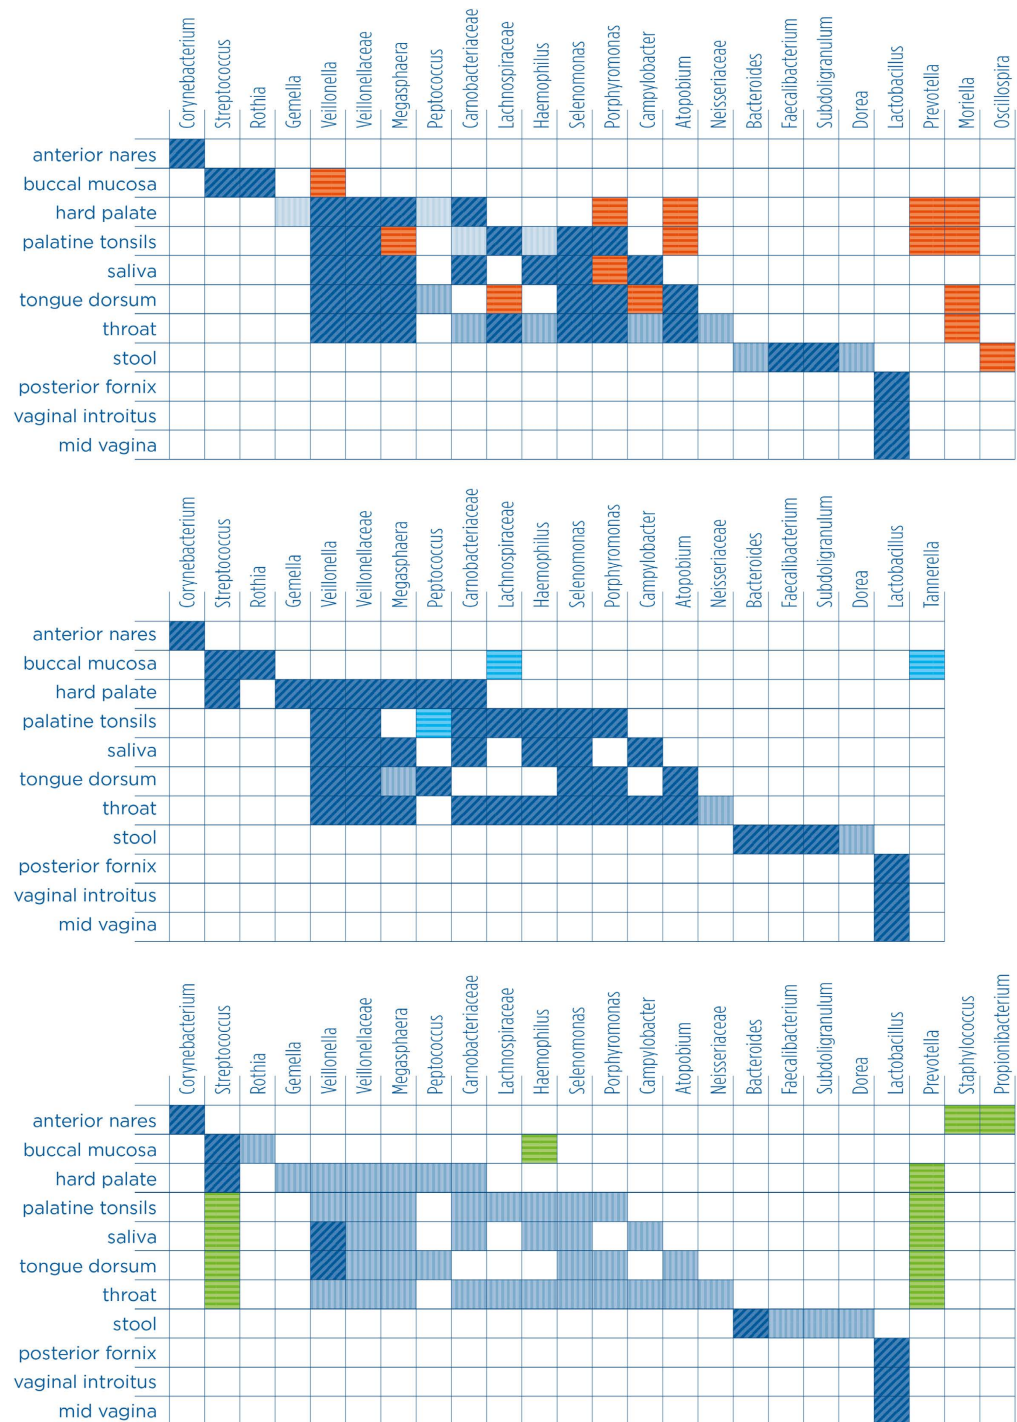 Corynebacterium
Streptococcus
Rothia
Gemella
Veillonella
Veillonellaceae
Megasphaera
Peptococcus
Carnobacteriaceae
Lachnospiraceae
Haemophilus
Selenomonas
Porphyromonas
Campylobacter
Atopobium
Neisseriaceae
Bacteroides
Faecalibacterium
Subdoligranulum
Dorea
Lactobacillus
Prevotella
Moriella
Oscillospira
anterior nares
buccal mucosa
hard palate
palatine tonsils
saliva
tongue dorsum
throat
stool
posterior fornix
vaginal introitus
mid vagina
Corynebacterium
Streptococcus
Rothia
Gemella
Veillonella
Veillonellaceae
Megasphaera
Peptococcus
Carnobacteriaceae
Lachnospiraceae
Haemophilus
Selenomonas
Porphyromonas
Campylobacter
Atopobium
Neisseriaceae
Bacteroides
Faecalibacterium
Subdoligranulum
Dorea
Lactobacillus
Tannerella
anterior nares
buccal mucosa
hard palate
palatine tonsils
saliva
tongue dorsum
throat
stool
posterior fornix
vaginal introitus
mid vagina
Corynebacterium
Streptococcus
Rothia
Gemella
Veillonella
Veillonellaceae
Megasphaera
Peptococcus
Carnobacteriaceae
Lachnospiraceae
Haemophilus
Selenomonas
Porphyromonas
Campylobacter
Atopobium
Neisseriaceae
Bacteroides
Faecalibacterium
Subdoligranulum
Dorea
Lactobacillus
Prevotella
Staphylococcus
Propionibacterium
anterior nares
buccal mucosa
hard palate
palatine tonsils
saliva
tongue dorsum
throat
stool
posterior fornix
vaginal introitus
mid vagina